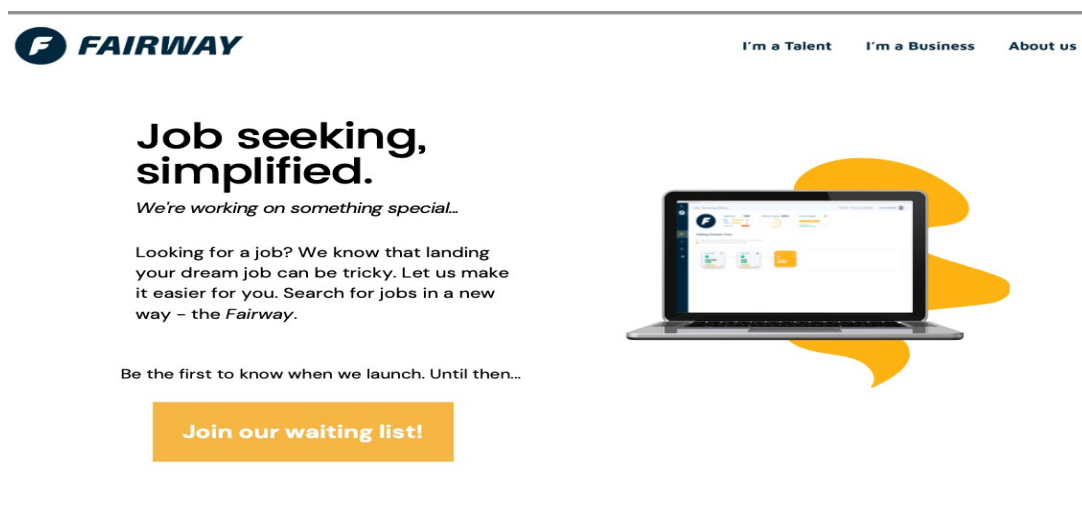 FAIRWAY
I'm a Talent I'm a Business About us
Job seeking,
simplified.
We're working on something special...
Looking for a job? We know that landing
your dream job can be tricky. Let us make
it easier for you. Search for jobs in a new
way – the Fairway.
Be the first to know when we launch. Until then...
Join our waiting list!